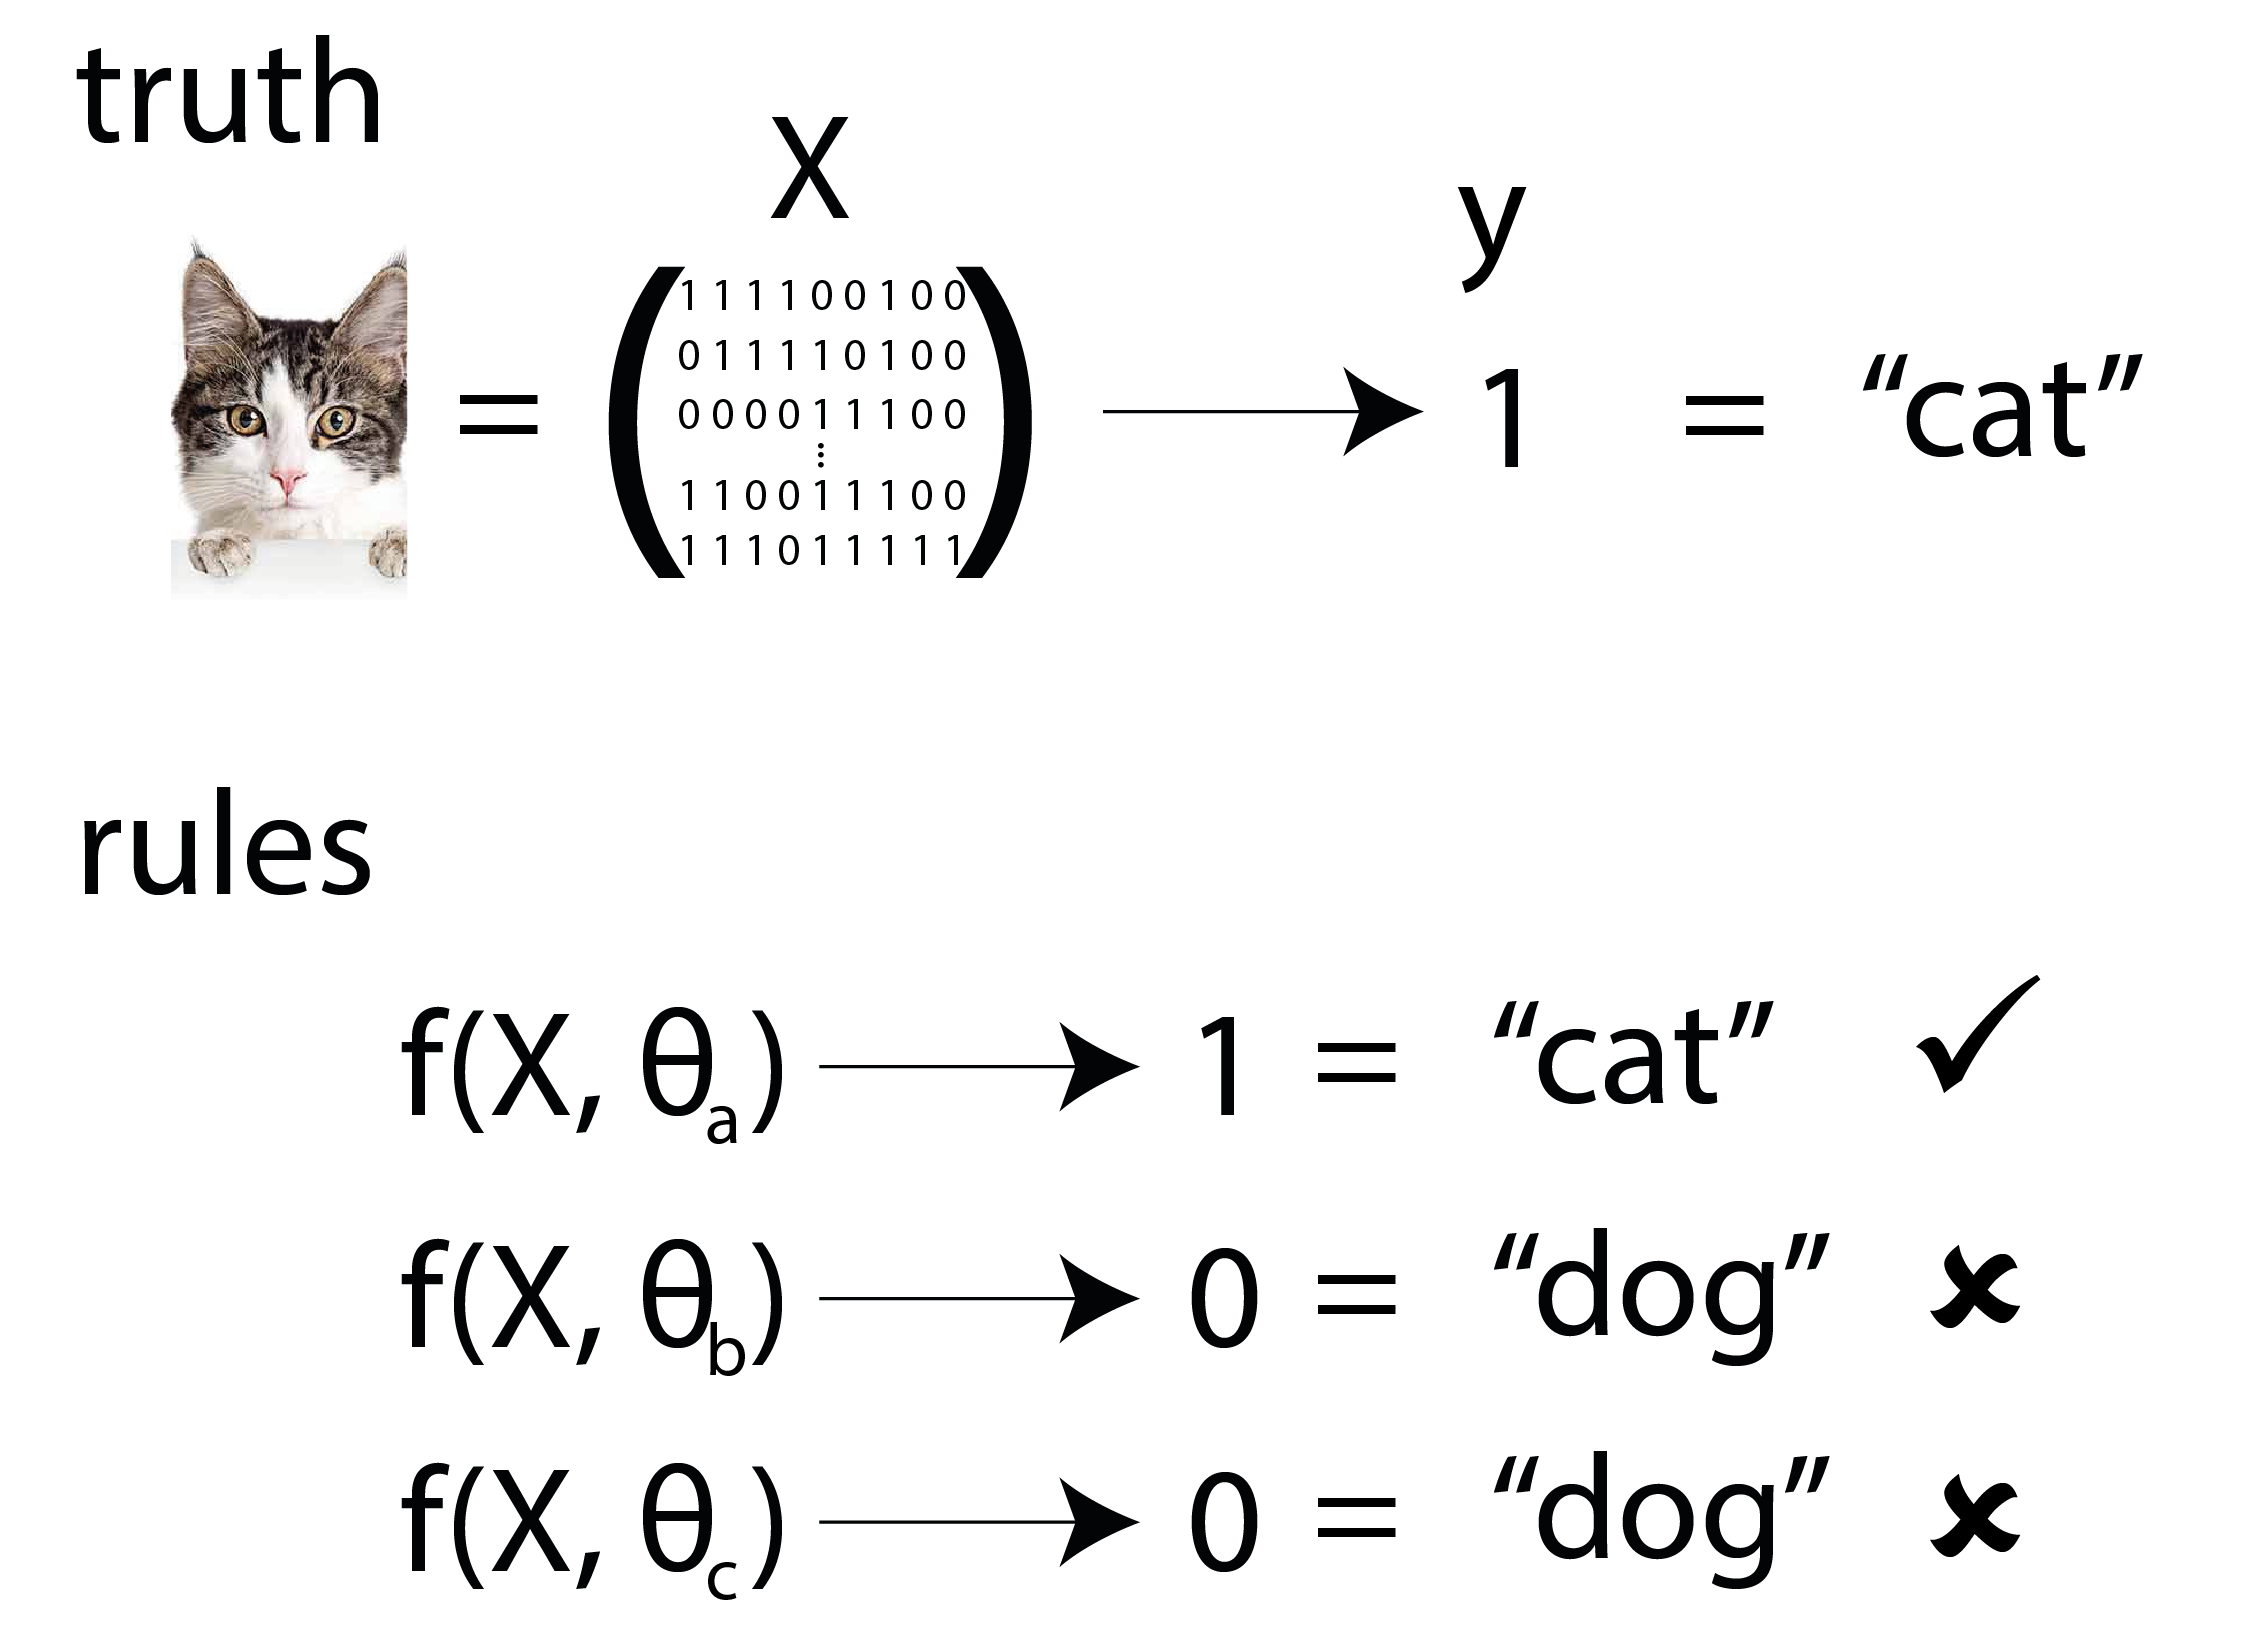 truth
X
y
1 1 1 1 0 0 1 0 0
0 1 1 1 1 0 1 0 0
0 0 0 0 1 1 1 0 0
⋮
1 1 0 0 1 1 1 0 0
1 1 1 0 1 1 1 1 1
= ( ) → 1 = “cat”
rules
f(X, θa) → 1 = “cat” ✓
f(X, θb) → 0 = “dog” ✘
f(X, θc) → 0 = “dog” ✘